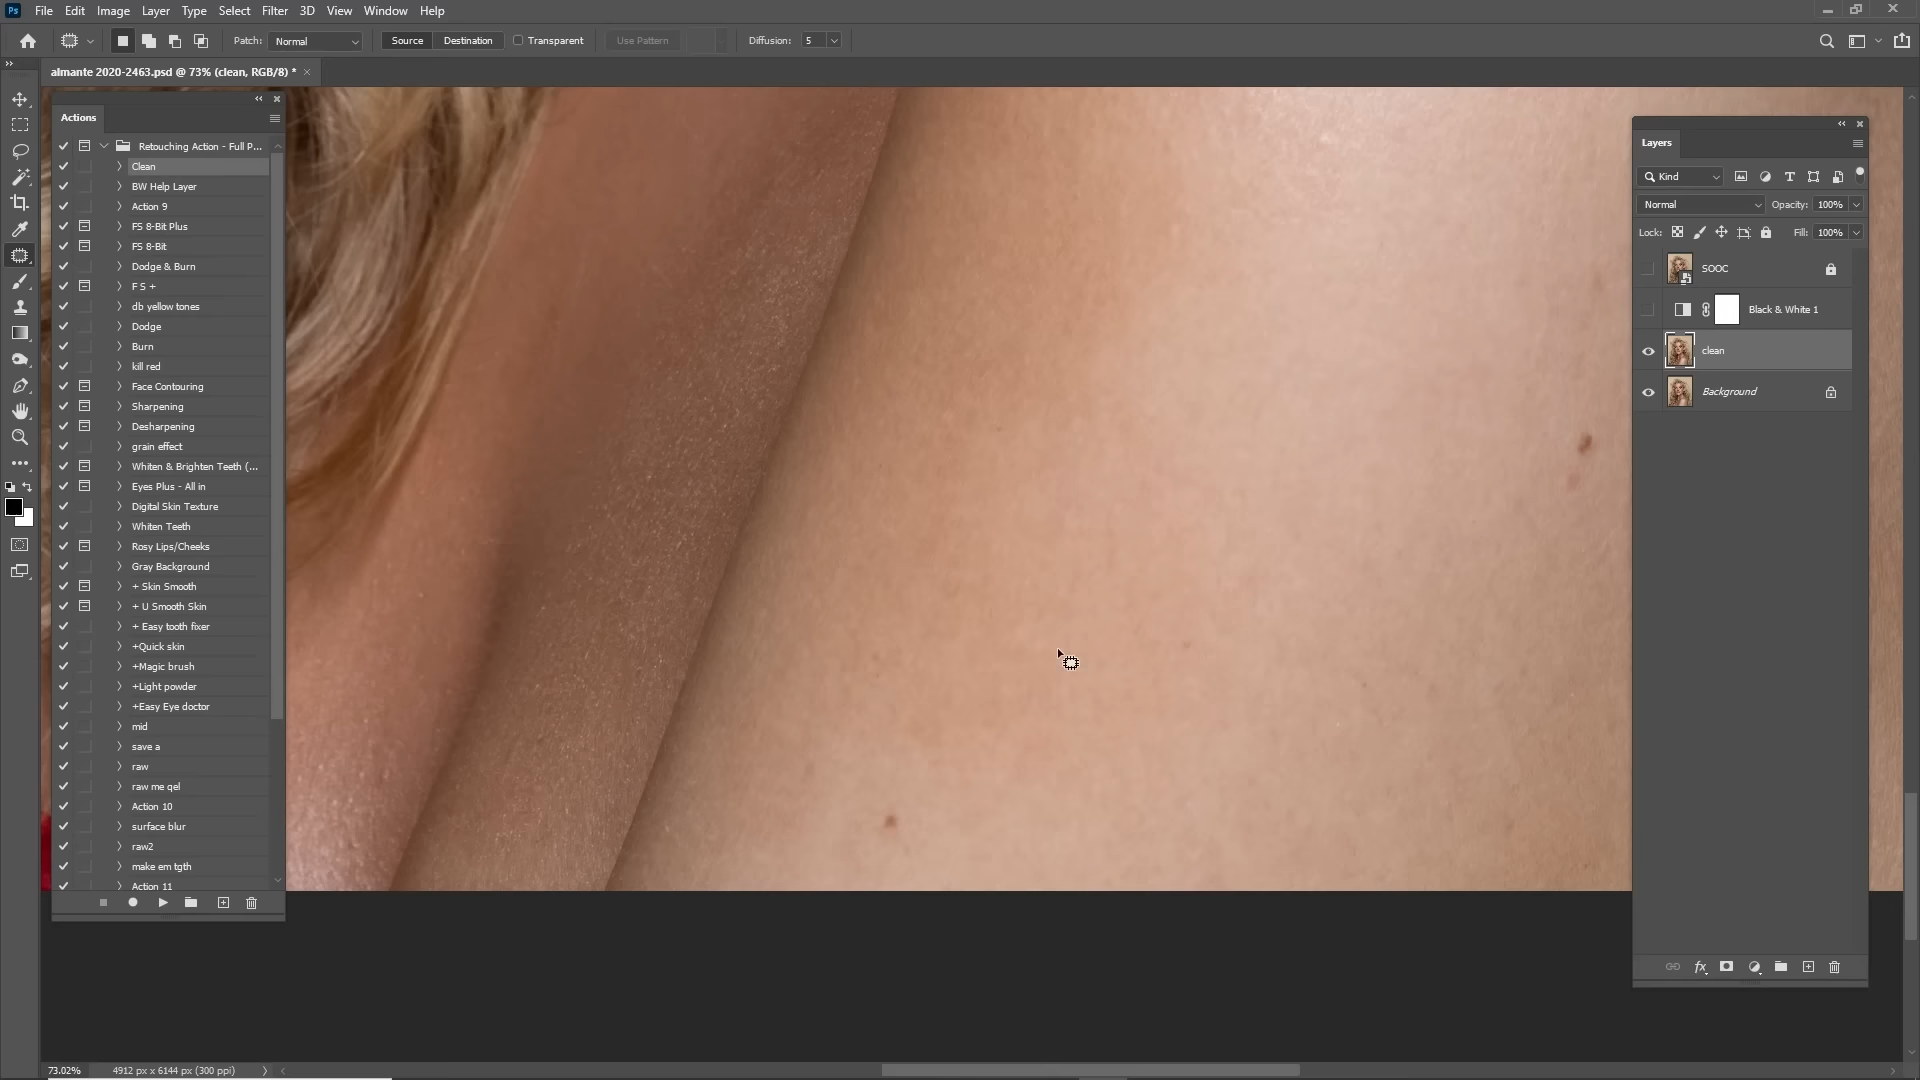 Ps File Edit Image Layer Type Select Filter 3D View Window Help
Patch: Normal Source Destination Transparent Use Pattern Diffusion: 5
almante 2020-2463.psd @ 73% (clean, RGB/8) * ×
Actions
Retouching Action - Full P...
Clean
BW Help Layer
Action 9
FS 8-Bit Plus
FS 8-Bit
Dodge & Burn
F S +
db yellow tones
Dodge
Burn
kill red
Face Contouring
Sharpening
Desharpening
grain effect
Whiten & Brighten Teeth (...
Eyes Plus - All in
Digital Skin Texture
Whiten Teeth
Rosy Lips/Cheeks
Gray Background
+ Skin Smooth
+ U Smooth Skin
+ Easy tooth fixer
+Quick skin
+Magic brush
+Light powder
+Easy Eye doctor
mid
save a
raw
raw me qel
Action 10
surface blur
raw2
make em tgth
Action 11
Layers
Kind
Normal Opacity: 100%
Lock: Fill: 100%
SOOC
Black & White 1
clean
Background
fx
73.02% 4912 px x 6144 px (300 ppi)